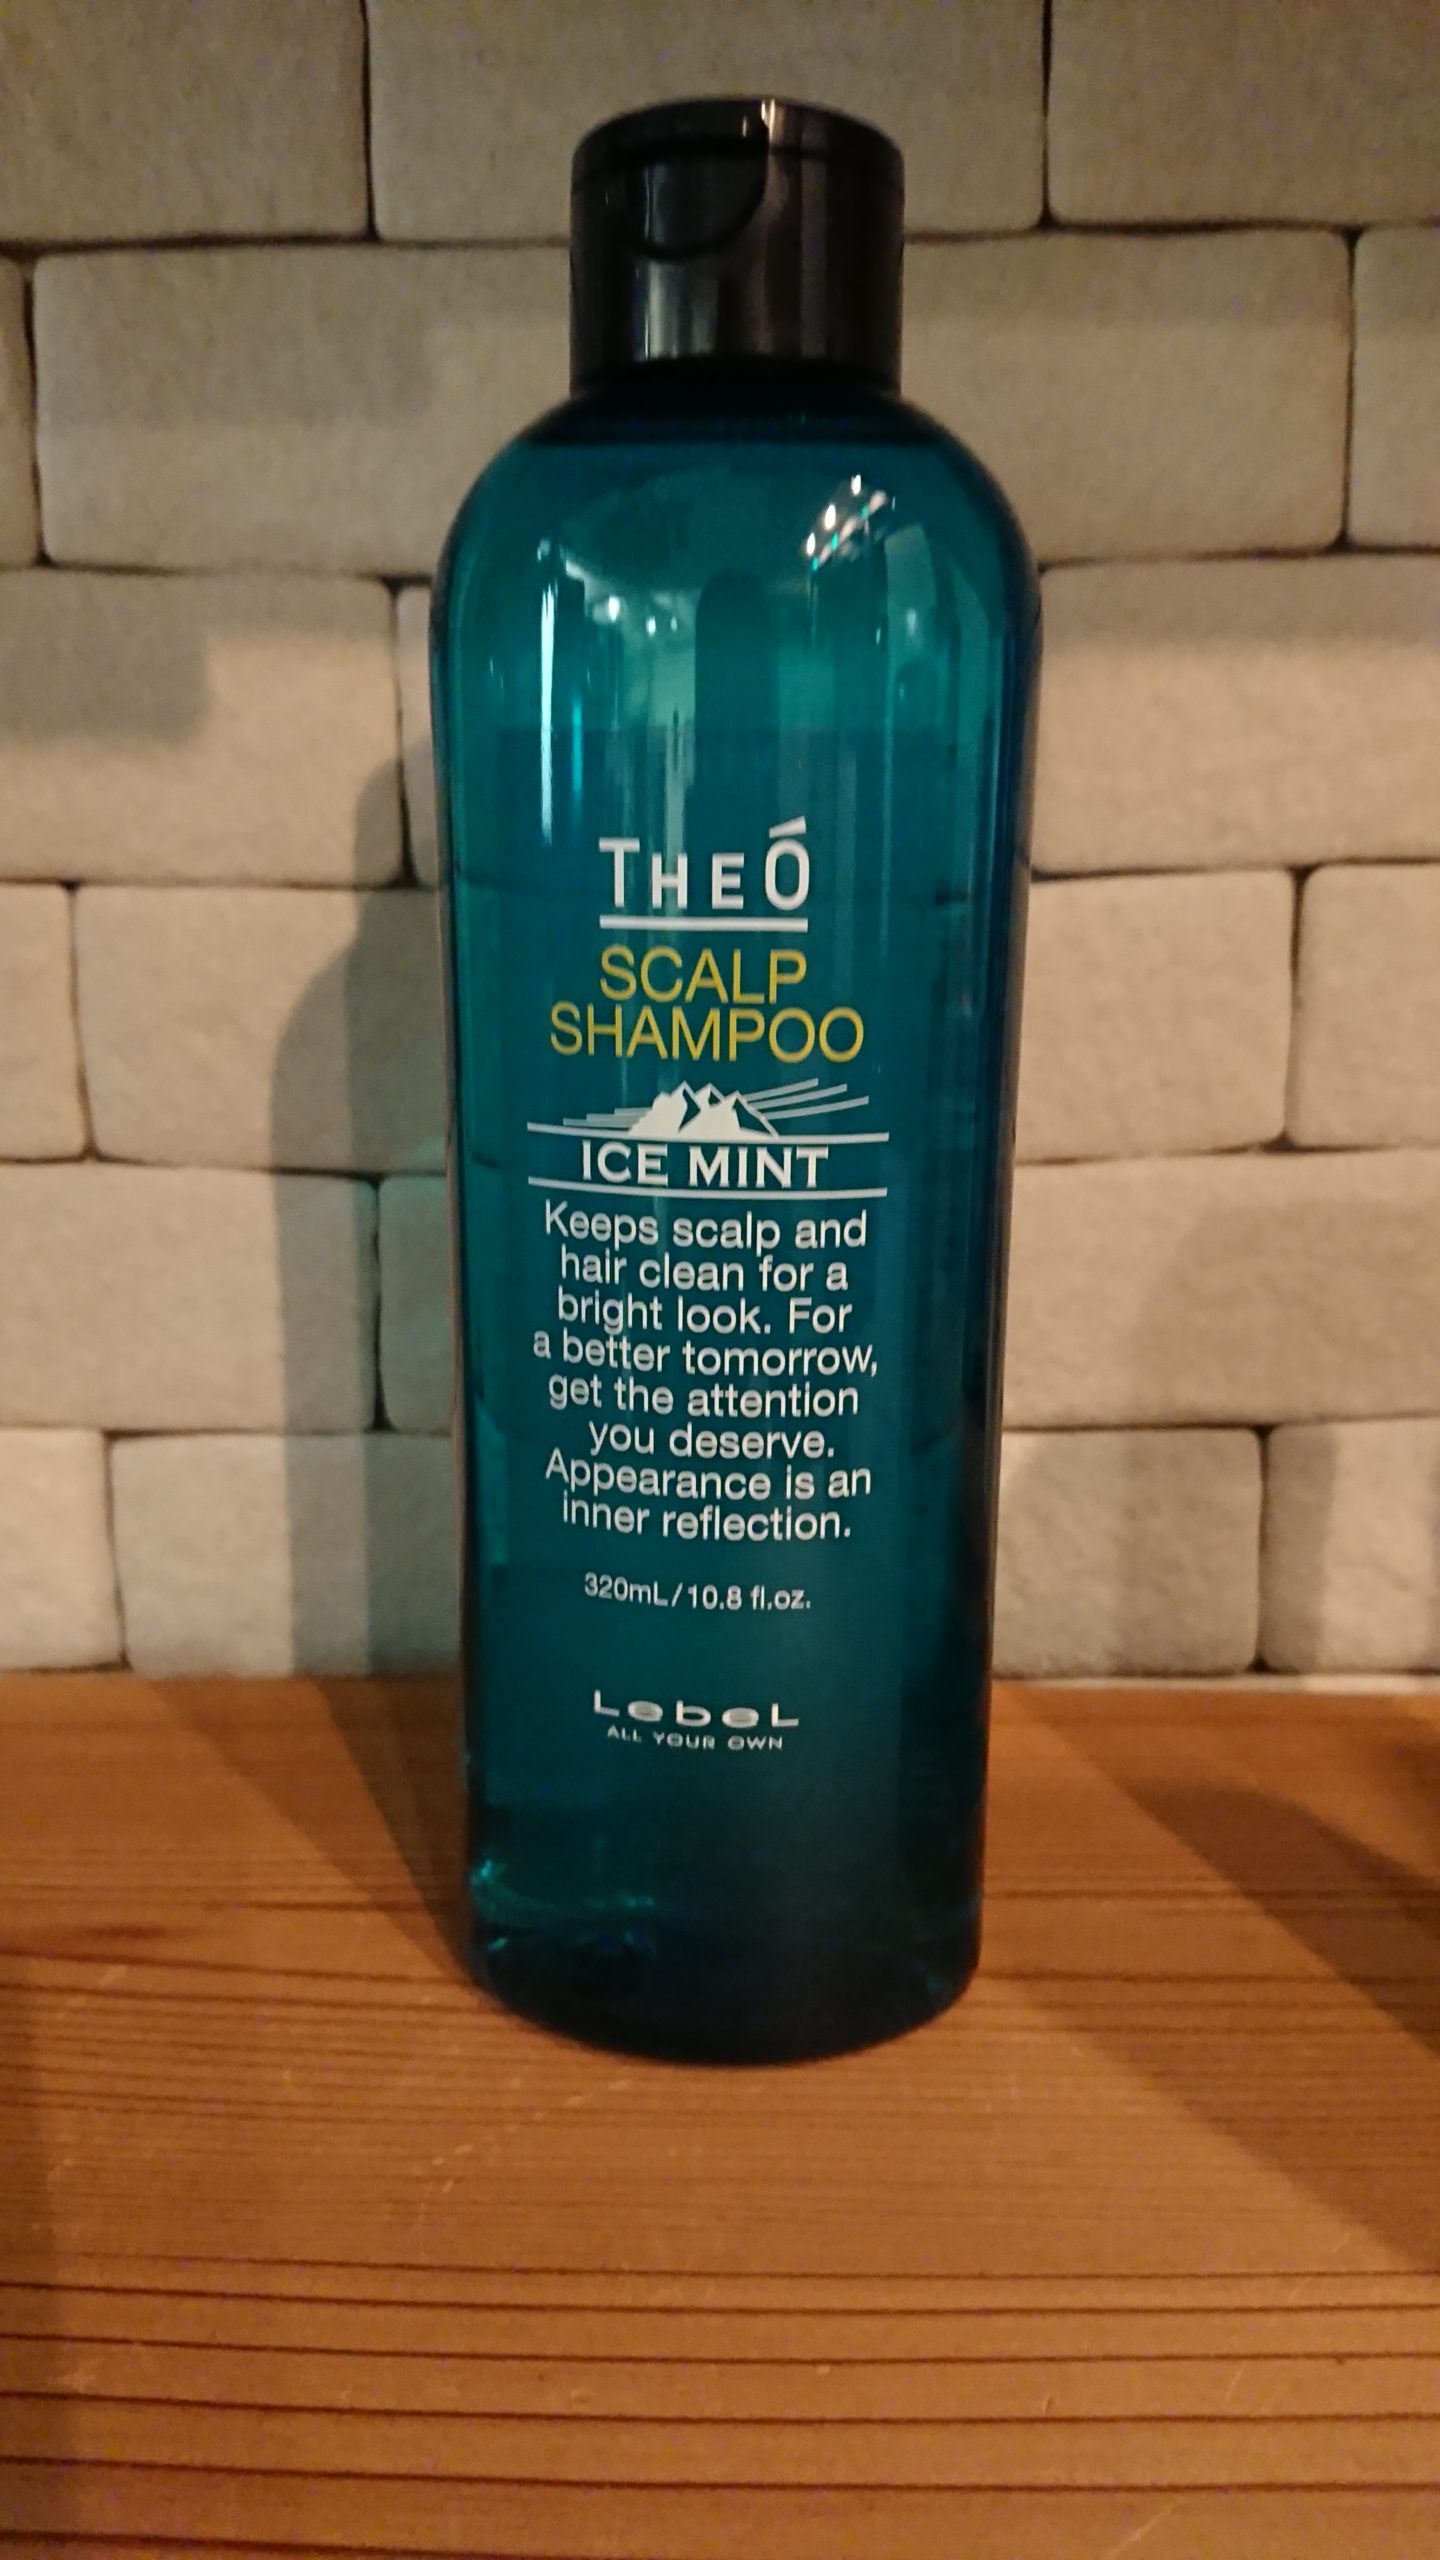 THEÓ
SCALP
SHAMPOO
ICE MINT
Keeps scalp and
hair clean for a
bright look. For
a better tomorrow,
get the attention
you deserve.
Appearance is an
inner reflection.
320mL/10.8 fl.oz.
LebeL
ALL YOUR OWN